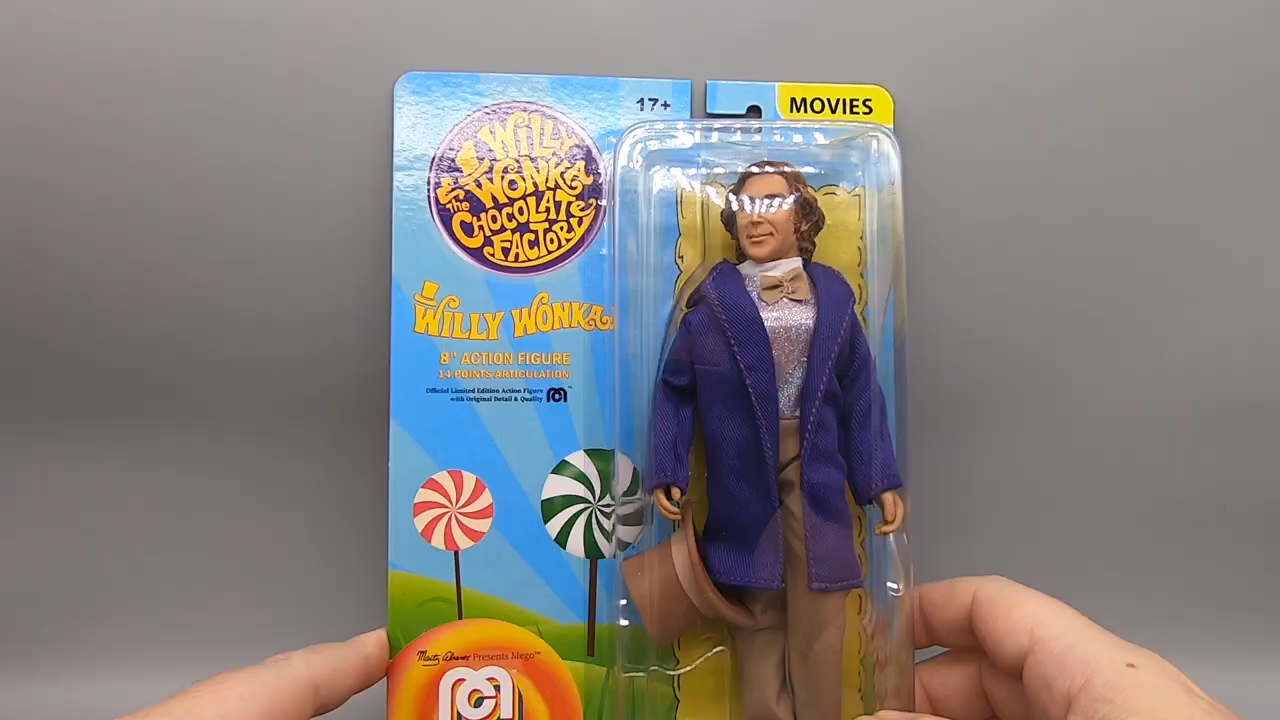 17+
MOVIES
WILLY
WONKA
& THE
CHOCOLATE
FACTORY
WILLY WONKA
8" ACTION FIGURE
14 POINTS ARTICULATION
Official Limited Edition Action Figure
with Original Detail & Quality
Marty Abrams Presents Mego™